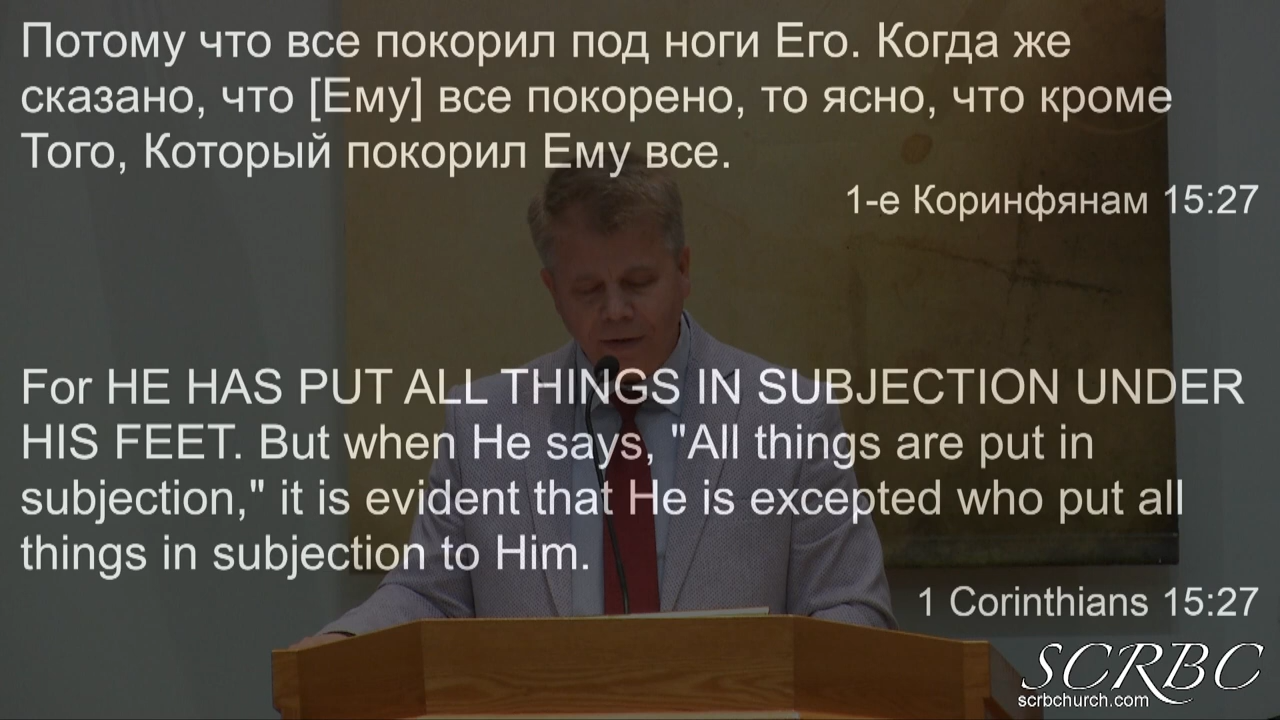 Потому что все покорил под ноги Его. Когда же
сказано, что [Ему] все покорено, то ясно, что кроме
Того, Который покорил Ему все.
1-е Коринфянам 15:27
For HE HAS PUT ALL THINGS IN SUBJECTION UNDER
HIS FEET. But when He says, "All things are put in
subjection," it is evident that He is excepted who put all
things in subjection to Him.
1 Corinthians 15:27
SCRBC
scrbchurch.com